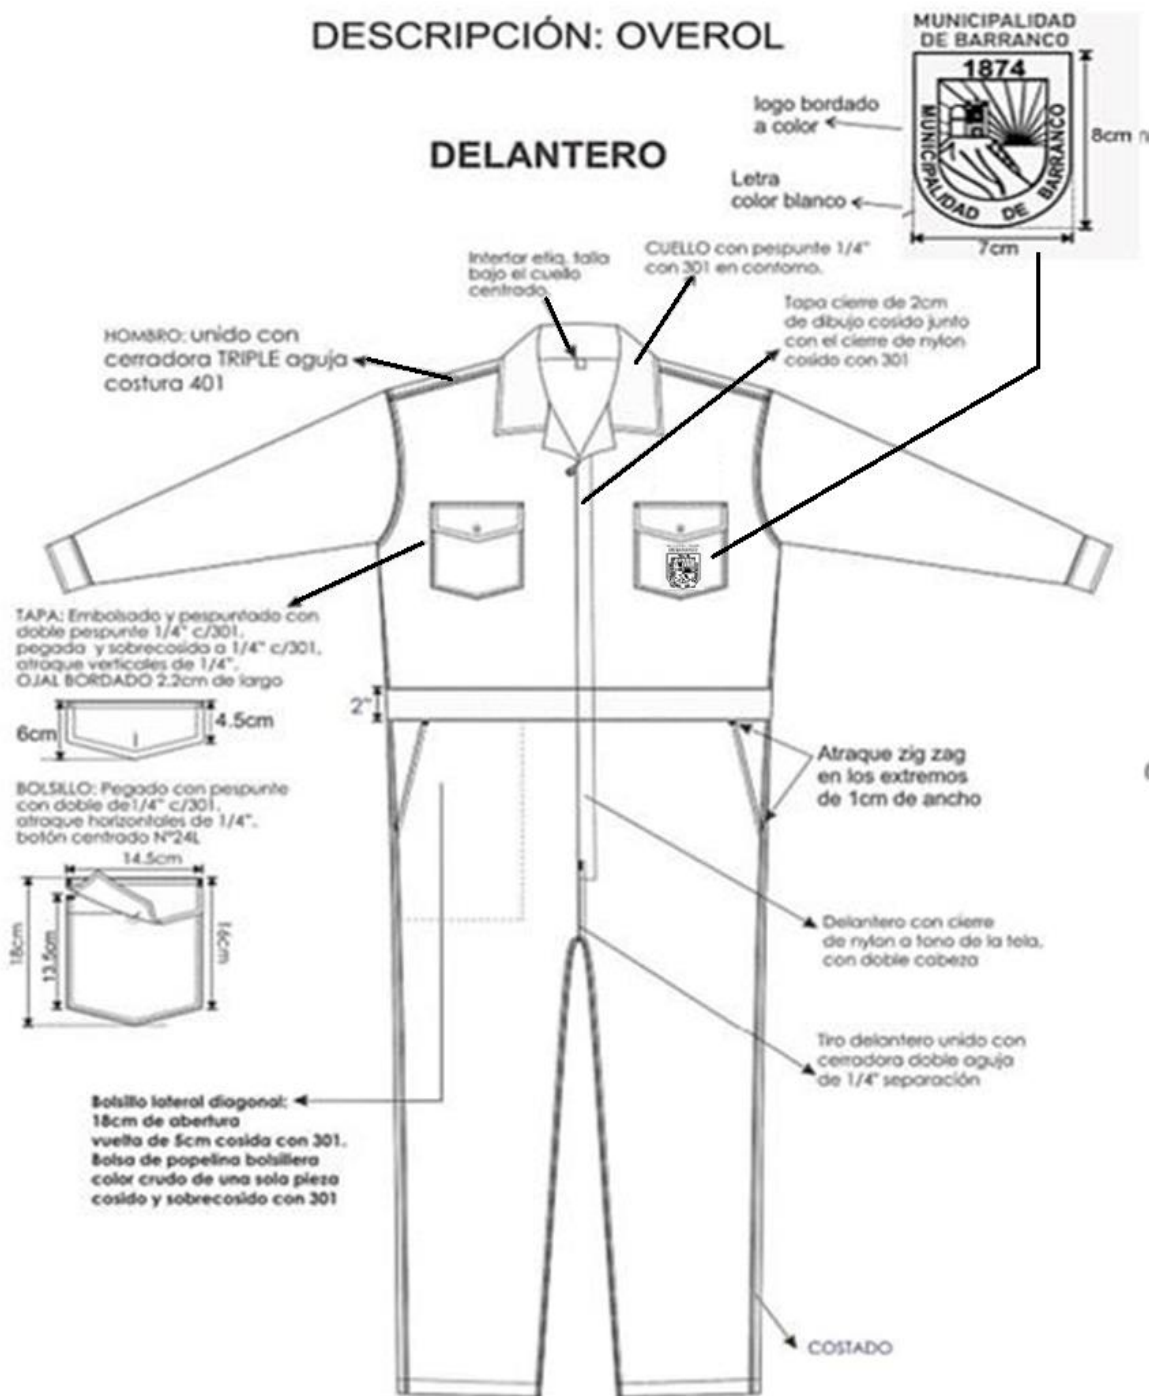 DESCRIPCIÓN: OVEROL
MUNICIPALIDAD
DE BARRANCO
1874
MUNICIPALIDAD DE BARRANCO
logo bordado
a color
8cm
DELANTERO
Letra
color blanco
7cm
Interlar etiq. talla
bajo el cuello
centrado.
CUELLO con pespunte 1/4"
con 301 en contorno.
Tapa cierre de 2cm
de dibujo cosido junto
con el cierre de nylon
cosido con 301
HOMBRO: unido con
cerradora TRIPLE aguja
costura 401
TAPA: Embolsado y pespuntado con
doble pespunte 1/4" c/301.
pegada y sobrecosida a 1/4" c/301,
atraque verticales de 1/4".
OJAL BORDADO 2.2cm de largo
2"
6cm
4.5cm
Atraque zig zag
en los extremos
de 1cm de ancho
BOLSILLO: Pegado con pespunte
con doble de1/4" c/301.
atraque horizontales de 1/4".
botón centrado N°24L
14.5cm
18cm
13.5cm
16cm
Delantero con cierre
de nylon a tono de la tela,
con doble cabeza
Tiro delantero unido con
cerradora doble aguja
de 1/4" separación
Bolsillo lateral diagonal:
18cm de abertura
vuelta de 5cm cosida con 301.
Bolsa de popelina bolsillera
color crudo de una sola pieza
cosido y sobrecosido con 301
COSTADO